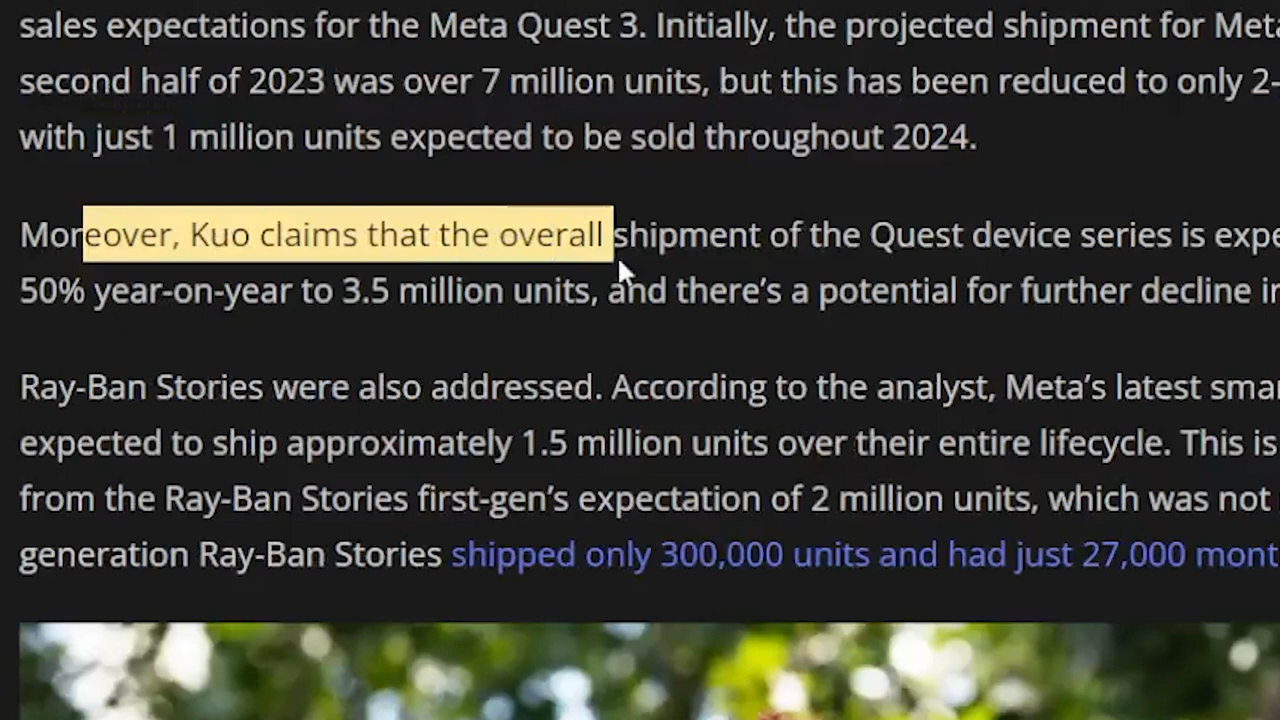 sales expectations for the Meta Quest 3. Initially, the projected shipment for Meta
second half of 2023 was over 7 million units, but this has been reduced to only 2-
with just 1 million units expected to be sold throughout 2024.
Moreover, Kuo claims that the overall shipment of the Quest device series is expe
50% year-on-year to 3.5 million units, and there's a potential for further decline in
Ray-Ban Stories were also addressed. According to the analyst, Meta's latest smar
expected to ship approximately 1.5 million units over their entire lifecycle. This is
from the Ray-Ban Stories first-gen's expectation of 2 million units, which was not
generation Ray-Ban Stories shipped only 300,000 units and had just 27,000 mont